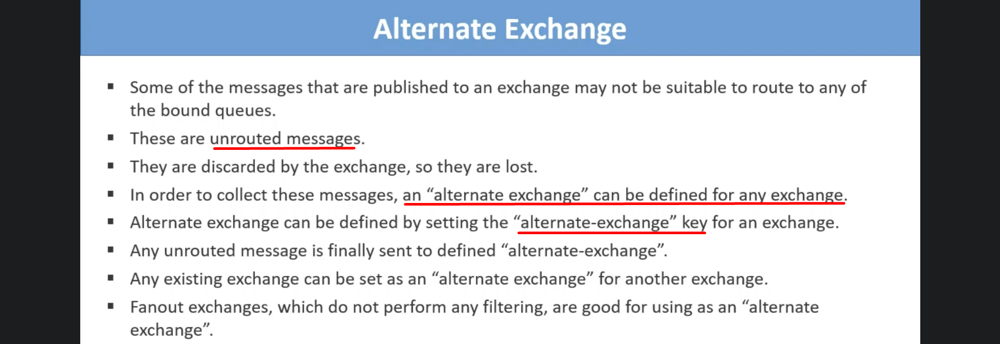 Alternate Exchange
▪ Some of the messages that are published to an exchange may not be suitable to route to any of
the bound queues.
▪ These are unrouted messages.
▪ They are discarded by the exchange, so they are lost.
▪ In order to collect these messages, an “alternate exchange” can be defined for any exchange.
▪ Alternate exchange can be defined by setting the “alternate-exchange” key for an exchange.
▪ Any unrouted message is finally sent to defined “alternate-exchange”.
▪ Any existing exchange can be set as an “alternate exchange” for another exchange.
▪ Fanout exchanges, which do not perform any filtering, are good for using as an “alternate
exchange”.